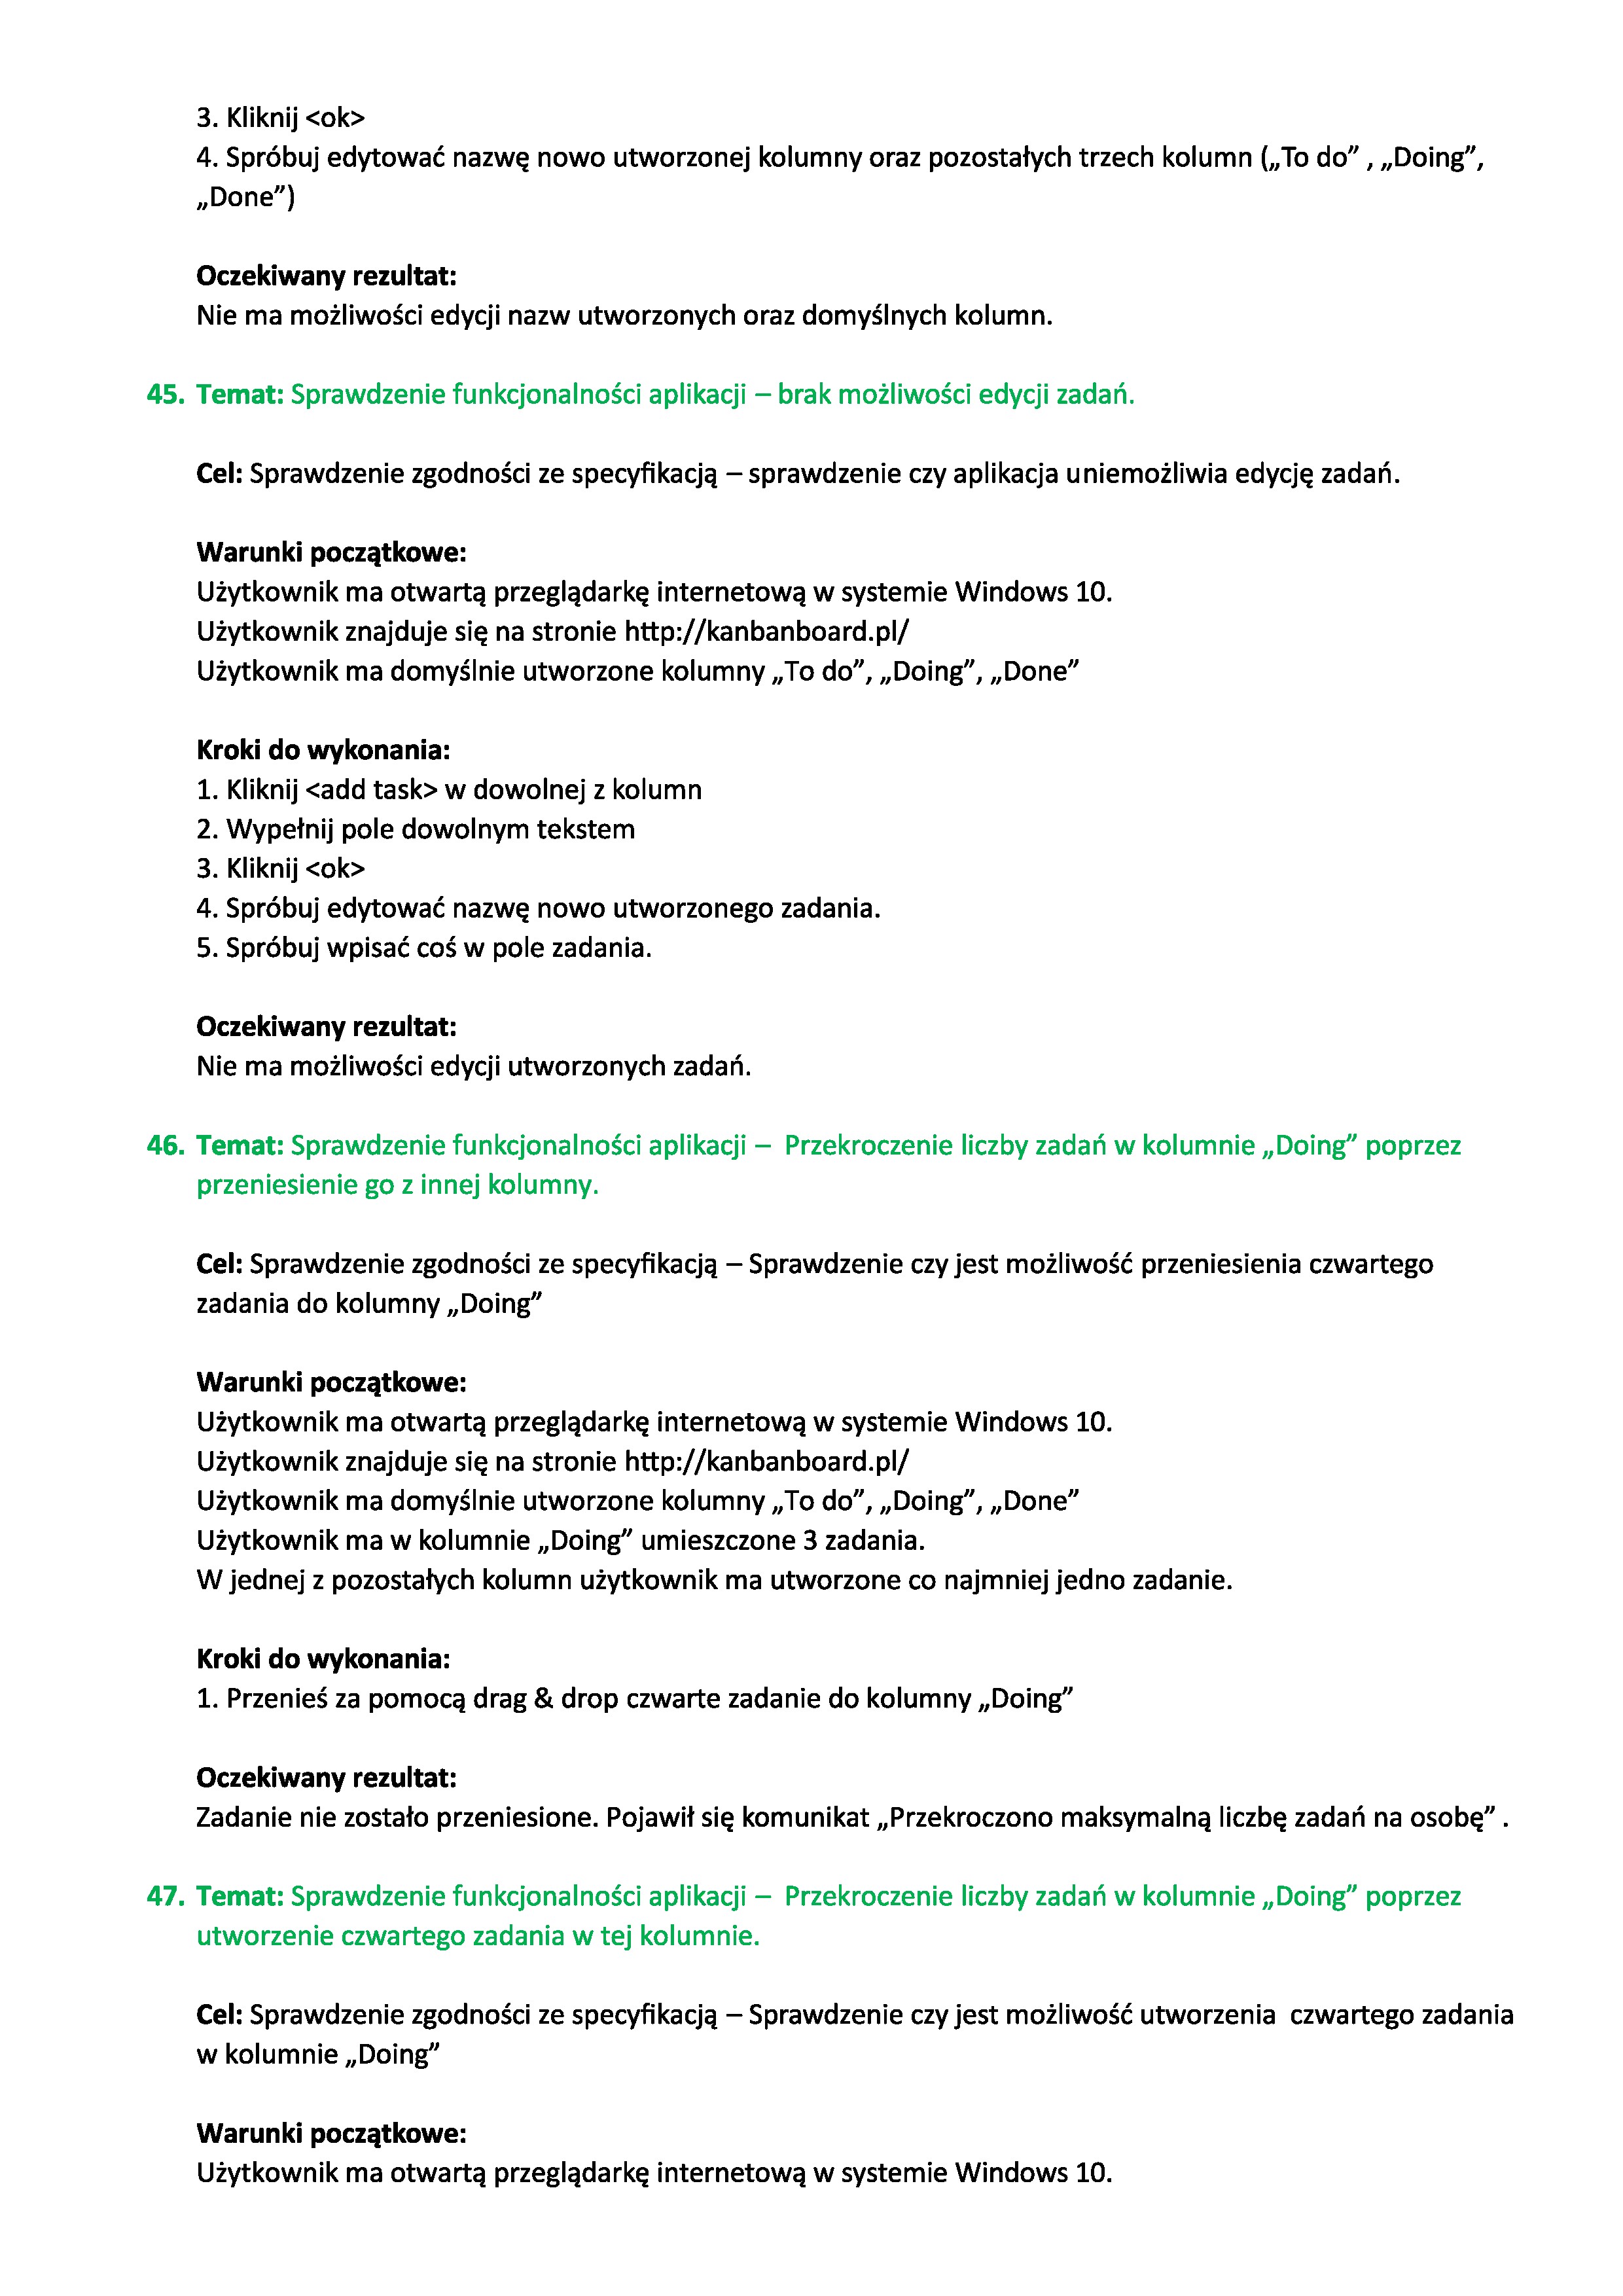 3. Kliknij <ok>
4. Spróbuj edytować nazwę nowo utworzonej kolumny oraz pozostałych trzech kolumn („To do” , „Doing”,
„Done”)
Oczekiwany rezultat:
Nie ma możliwości edycji nazw utworzonych oraz domyślnych kolumn.
45. Temat: Sprawdzenie funkcjonalności aplikacji – brak możliwości edycji zadań.
Cel: Sprawdzenie zgodności ze specyfikacją – sprawdzenie czy aplikacja uniemożliwia edycję zadań.
Warunki początkowe:
Użytkownik ma otwartą przeglądarkę internetową w systemie Windows 10.
Użytkownik znajduje się na stronie http://kanbanboard.pl/
Użytkownik ma domyślnie utworzone kolumny „To do”, „Doing”, „Done”
Kroki do wykonania:
1. Kliknij <add task> w dowolnej z kolumn
2. Wypełnij pole dowolnym tekstem
3. Kliknij <ok>
4. Spróbuj edytować nazwę nowo utworzonego zadania.
5. Spróbuj wpisać coś w pole zadania.
Oczekiwany rezultat:
Nie ma możliwości edycji utworzonych zadań.
46. Temat: Sprawdzenie funkcjonalności aplikacji –  Przekroczenie liczby zadań w kolumnie „Doing” poprzez
przeniesienie go z innej kolumny.
Cel: Sprawdzenie zgodności ze specyfikacją – Sprawdzenie czy jest możliwość przeniesienia czwartego
zadania do kolumny „Doing”
Warunki początkowe:
Użytkownik ma otwartą przeglądarkę internetową w systemie Windows 10.
Użytkownik znajduje się na stronie http://kanbanboard.pl/
Użytkownik ma domyślnie utworzone kolumny „To do”, „Doing”, „Done”
Użytkownik ma w kolumnie „Doing” umieszczone 3 zadania.
W jednej z pozostałych kolumn użytkownik ma utworzone co najmniej jedno zadanie.
Kroki do wykonania:
1. Przenieś za pomocą drag & drop czwarte zadanie do kolumny „Doing”
Oczekiwany rezultat:
Zadanie nie zostało przeniesione. Pojawił się komunikat „Przekroczono maksymalną liczbę zadań na osobę” .
47. Temat: Sprawdzenie funkcjonalności aplikacji –  Przekroczenie liczby zadań w kolumnie „Doing” poprzez
utworzenie czwartego zadania w tej kolumnie.
Cel: Sprawdzenie zgodności ze specyfikacją – Sprawdzenie czy jest możliwość utworzenia  czwartego zadania
w kolumnie „Doing”
Warunki początkowe:
Użytkownik ma otwartą przeglądarkę internetową w systemie Windows 10.